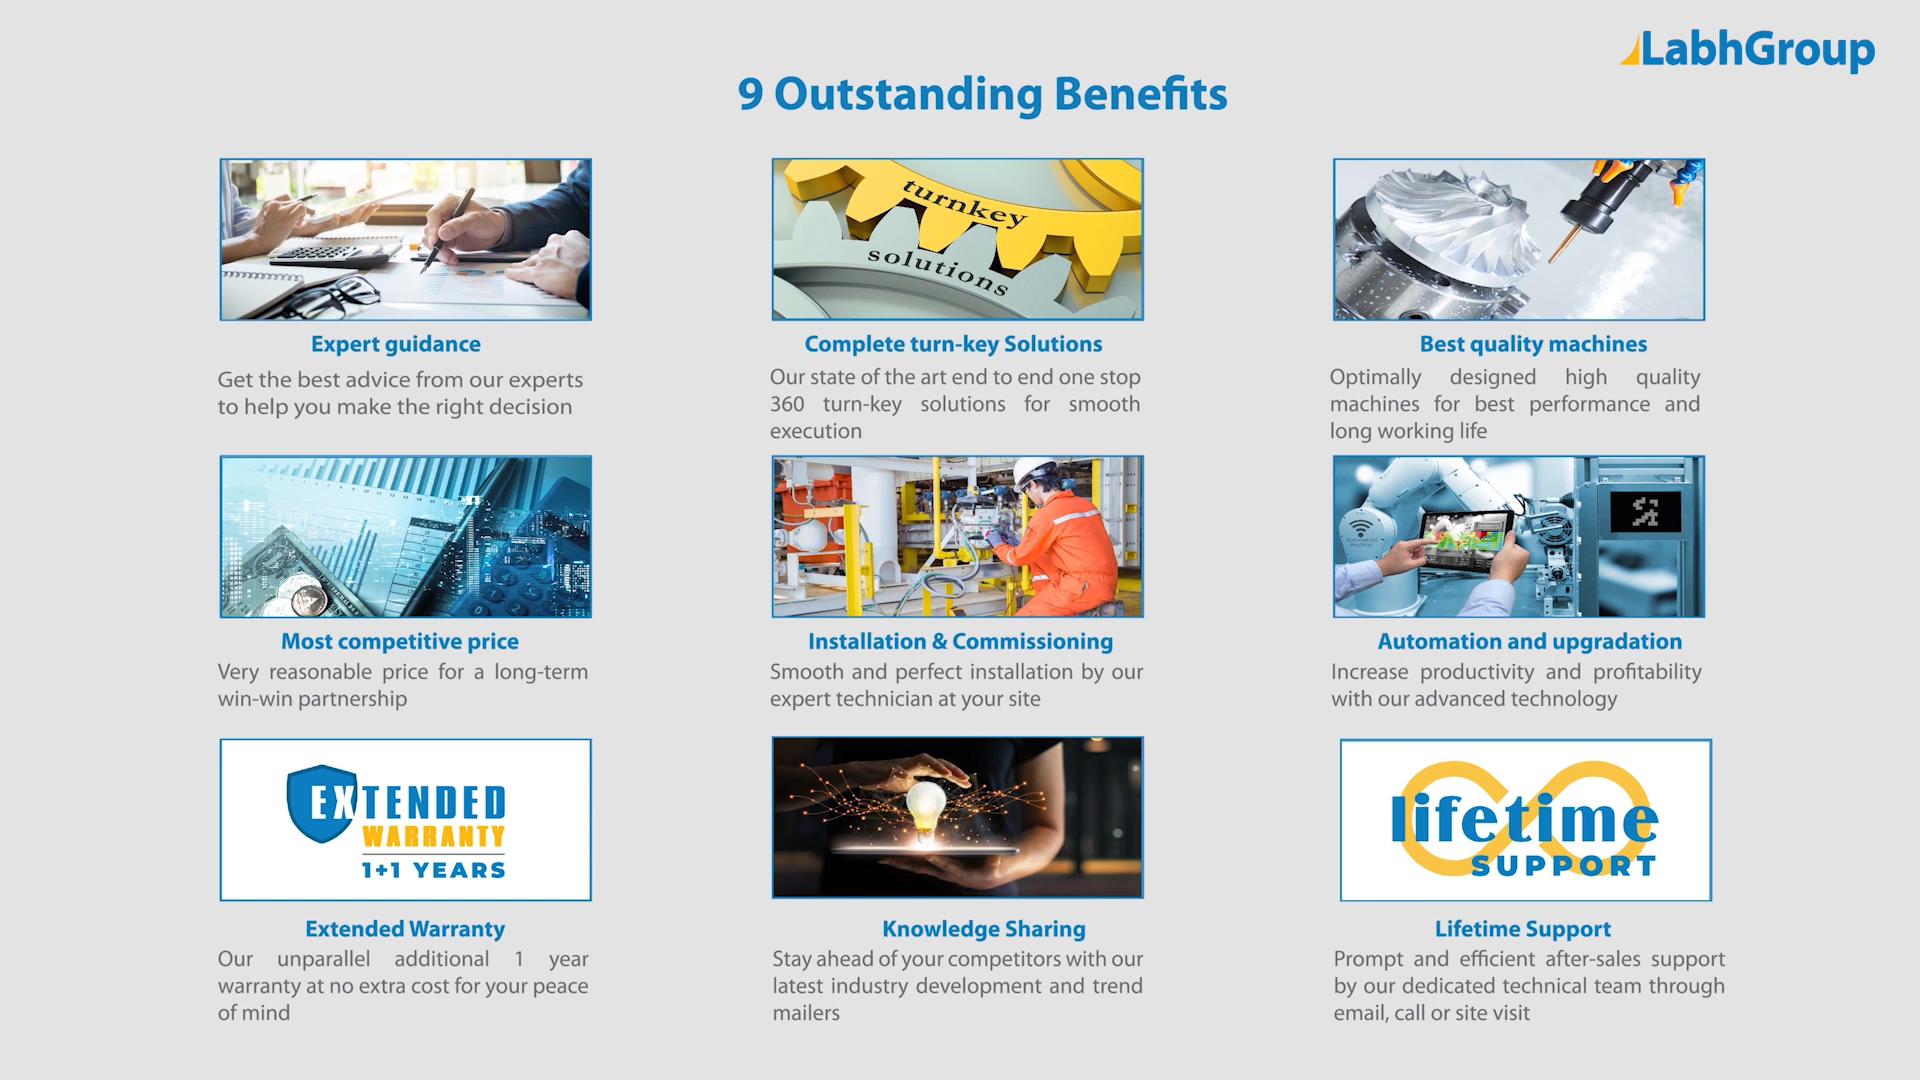 LabhGroup
9 Outstanding Benefits
turnkey
solutions
Expert guidance
Get the best advice from our experts
to help you make the right decision
Complete turn-key Solutions
Our state of the art end to end one stop
360 turn-key solutions for smooth
execution
Best quality machines
Optimally designed high quality
machines for best performance and
long working life
Most competitive price
Very reasonable price for a long-term
win-win partnership
Installation & Commissioning
Smooth and perfect installation by our
expert technician at your site
Automation and upgradation
Increase productivity and profitability
with our advanced technology
EXTENDED
WARRANTY
1+1 YEARS
lifetime
SUPPORT
Extended Warranty
Our unparallel additional 1 year
warranty at no extra cost for your peace
of mind
Knowledge Sharing
Stay ahead of your competitors with our
latest industry development and trend
mailers
Lifetime Support
Prompt and efficient after-sales support
by our dedicated technical team through
email, call or site visit